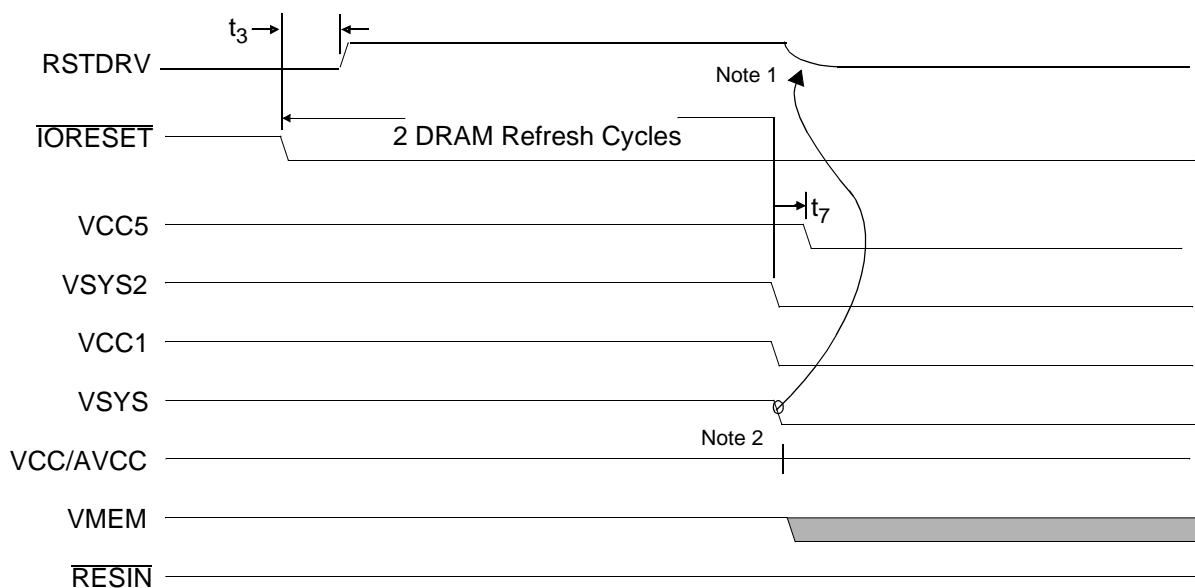 t3
RSTDRV
Note 1
IORESET
2 DRAM Refresh Cycles
t7
VCC5
VSYS2
VCC1
VSYS
Note 2
VCC/AVCC
VMEM
RESIN